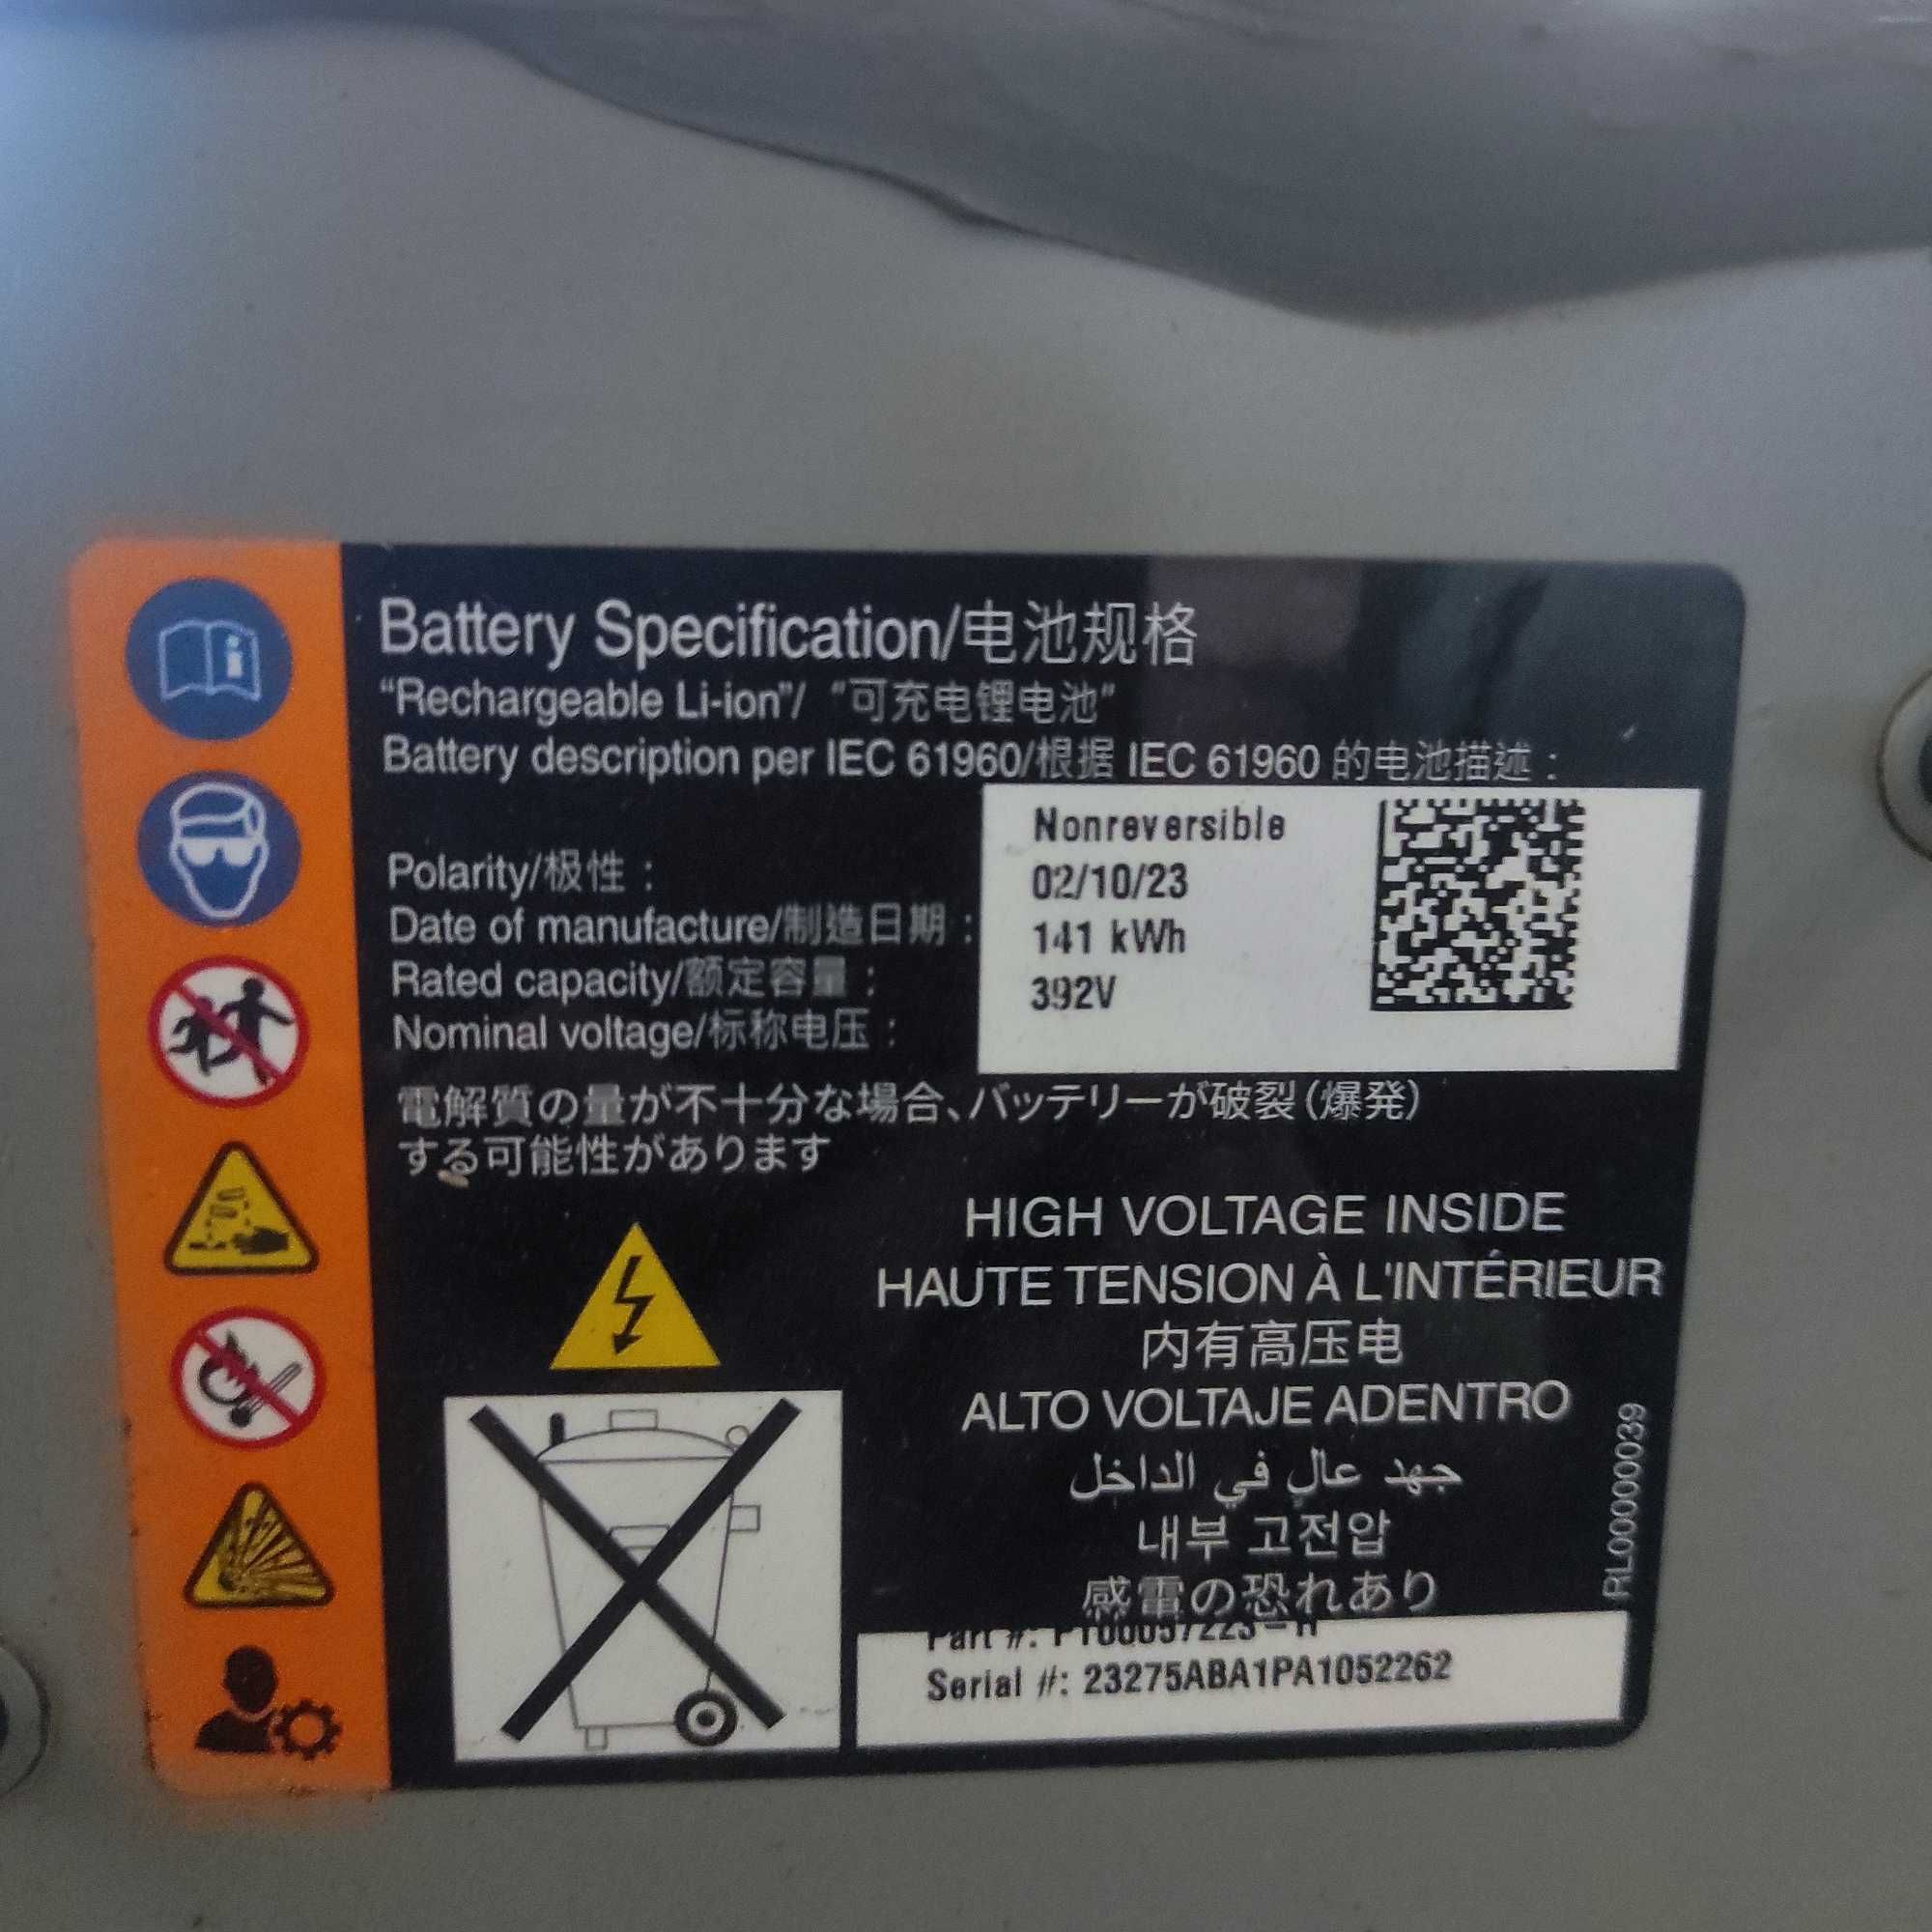 Battery Specification/电池规格
“Rechargeable Li-ion”/ “可充电锂电池”
Battery description per IEC 61960/根据 IEC 61960 的电池描述：
Nonreversible
Polarity/极性：
02/10/23
Date of manufacture/制造日期：
141 kWh
Rated capacity/额定容量：
392V
Nominal voltage/标称电压：
電解質の量が不十分な場合、バッテリーが破裂（爆発）
する可能性があります
HIGH VOLTAGE INSIDE
HAUTE TENSION À L'INTÉRIEUR
内有高压电
ALTO VOLTAJE ADENTRO
جهد عالٍ في الداخل
내부 고전압
感電の恐れあり
RL00000039
Part #:
Serial #: 23275ABA1PA1052262